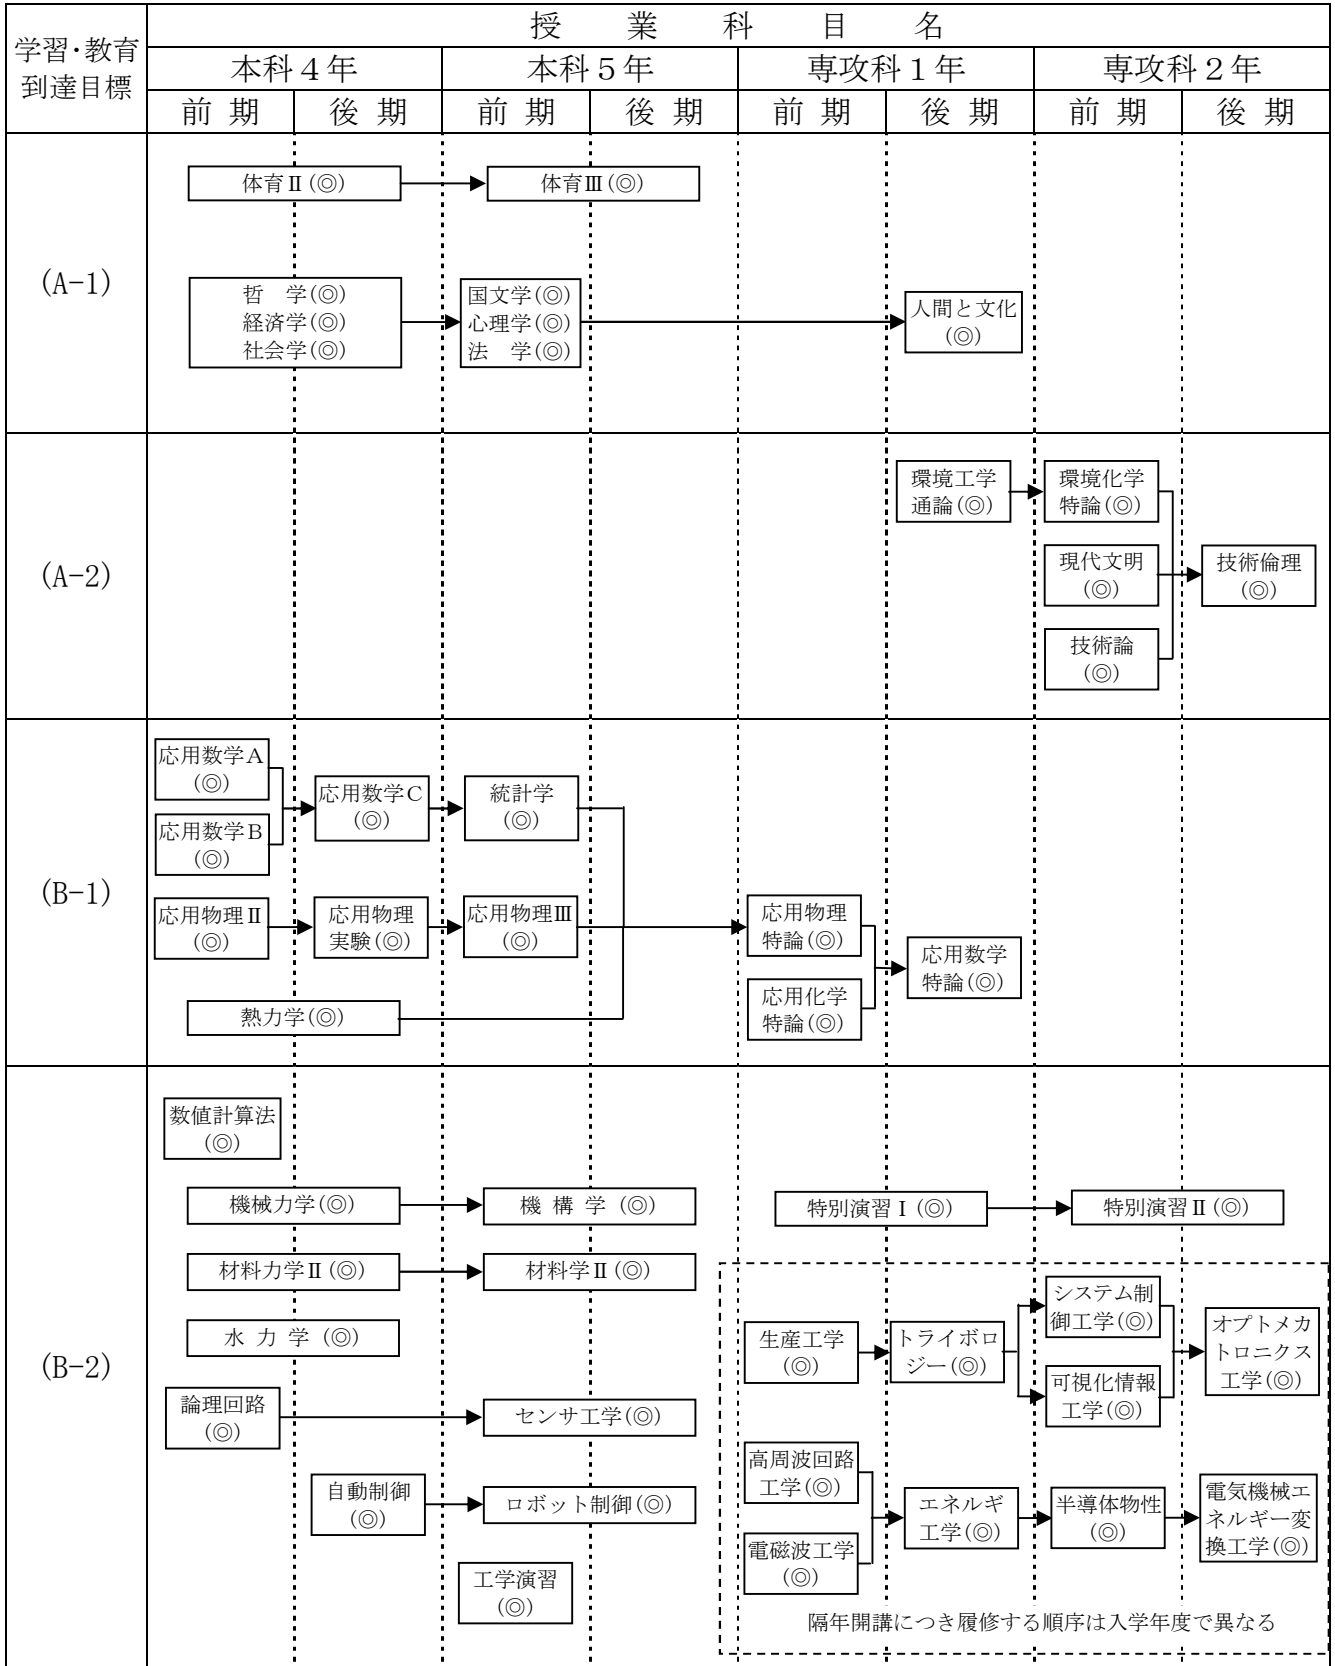 授業科目名
学習・教育
到達目標
本科４年
本科５年
専攻科１年
専攻科２年
前期
後期
前期
後期
前期
後期
前期
後期
(A-1)
体育Ⅱ(◎)
体育Ⅲ(◎)
哲　学(◎)
経済学(◎)
社会学(◎)
国文学(◎)
心理学(◎)
法　学(◎)
人間と文化
(◎)
(A-2)
環境工学
通論(◎)
環境化学
特論(◎)
現代文明
(◎)
技術論
(◎)
技術倫理
(◎)
(B-1)
応用数学Ａ
(◎)
応用数学Ｂ
(◎)
応用数学Ｃ
(◎)
統計学
(◎)
応用物理Ⅱ
(◎)
応用物理
実験(◎)
応用物理Ⅲ
(◎)
熱力学(◎)
応用物理
特論(◎)
応用化学
特論(◎)
応用数学
特論(◎)
(B-2)
数値計算法
(◎)
機械力学(◎)
機構学(◎)
特別演習Ⅰ(◎)
特別演習Ⅱ(◎)
材料力学Ⅱ(◎)
材料学Ⅱ(◎)
水力学(◎)
論理回路
(◎)
センサ工学(◎)
自動制御
(◎)
ロボット制御(◎)
工学演習
(◎)
生産工学
(◎)
トライボロ
ジー(◎)
システム制
御工学(◎)
可視化情報
工学(◎)
オプトメカ
トロニクス
工学(◎)
高周波回路
工学(◎)
電磁波工学
(◎)
エネルギ
工学(◎)
半導体物性
(◎)
電気機械エ
ネルギー変
換工学(◎)
隔年開講につき履修する順序は入学年度で異なる